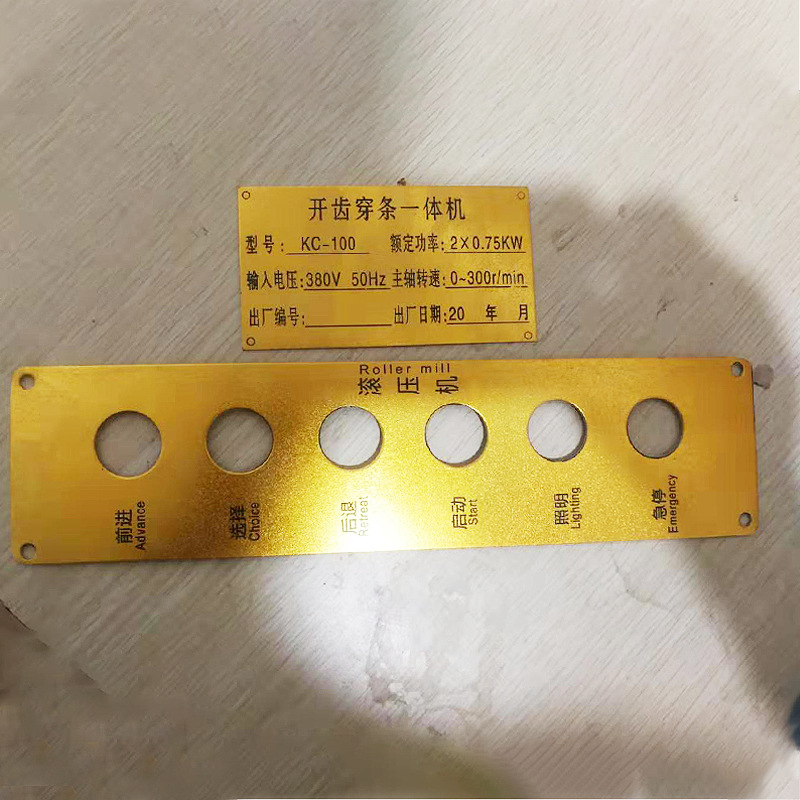 开齿穿条一体机
型号: KC-100 额定功率: 2×0.75KW
输入电压: 380V 50Hz 主轴转速: 0~300r/min
出厂编号: 出厂日期: 20 年 月
Roller mill
滚压机
前进
Advance
选择
Choice
后退
Retreat
启动
Start
照明
Lighting
急停
Emergency